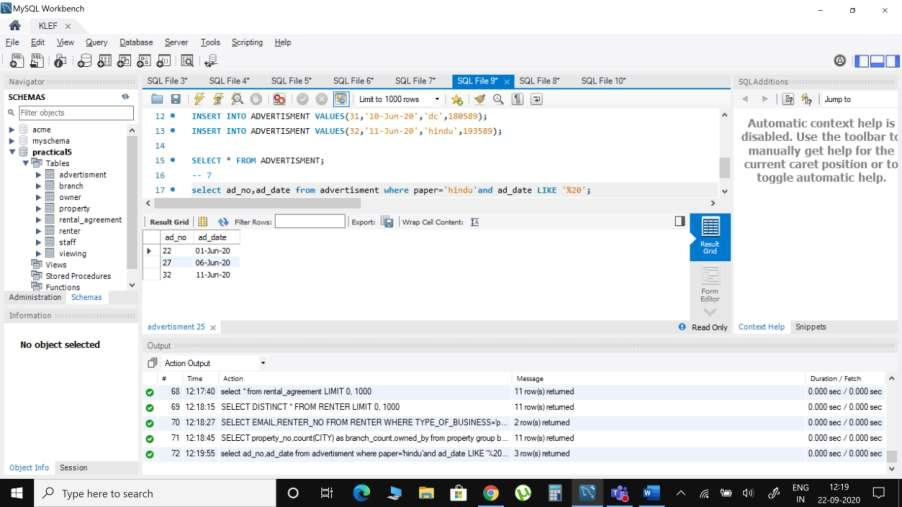 MySQL Workbench
KLEF
File Edit View Query Database Server Tools Scripting Help
Navigator
SCHEMAS
Filter objects
acme
myschema
practical5
Tables
advertisment
branch
owner
property
rental_agreement
renter
staff
viewing
Views
Stored Procedures
Functions
Administration Schemas
Information
No object selected
Object Info Session
SQL File 3* SQL File 4* SQL File 5* SQL File 6* SQL File 7* SQL File 9* SQL File 8* SQL File 10*
Limit to 1000 rows
12 INSERT INTO ADVERTISMENT VALUES(31,'10-Jun-20','dc',180589);
13 INSERT INTO ADVERTISMENT VALUES(32,'11-Jun-20','hindu',193589);
14
15 SELECT * FROM ADVERTISMENT;
16 -- 7
17 select ad_no,ad_date from advertisment where paper='hindu'and ad_date LIKE '%20';
Result Grid Filter Rows: Export: Wrap Cell Content:
ad_no ad_date
22 01-Jun-20
27 06-Jun-20
32 11-Jun-20
Result
Grid
Form
Editor
advertisment 25
Read Only
SQLAdditions
Jump to
Automatic context help is
disabled. Use the toolbar to
manually get help for the
current caret position or to
toggle automatic help.
Context Help Snippets
Output
Action Output
# Time Action Message Duration / Fetch
68 12:17:40 select * from rental_agreement LIMIT 0, 1000 11 row(s) returned 0.000 sec / 0.000 sec
69 12:18:15 SELECT DISTINCT * FROM RENTER LIMIT 0, 1000 11 row(s) returned 0.000 sec / 0.000 sec
70 12:18:27 SELECT EMAIL,RENTER_NO FROM RENTER WHERE TYPE_OF_BUSINESS='p... 2 row(s) returned 0.000 sec / 0.000 sec
71 12:18:45 SELECT property_no,count(CITY) as branch_count,owned_by from property group b... 11 row(s) returned 0.000 sec / 0.000 sec
72 12:19:55 select ad_no,ad_date from advertisment where paper='hindu'and ad_date LIKE '%20... 3 row(s) returned 0.000 sec / 0.000 sec
Type here to search
ENG
IN
12:19
22-09-2020